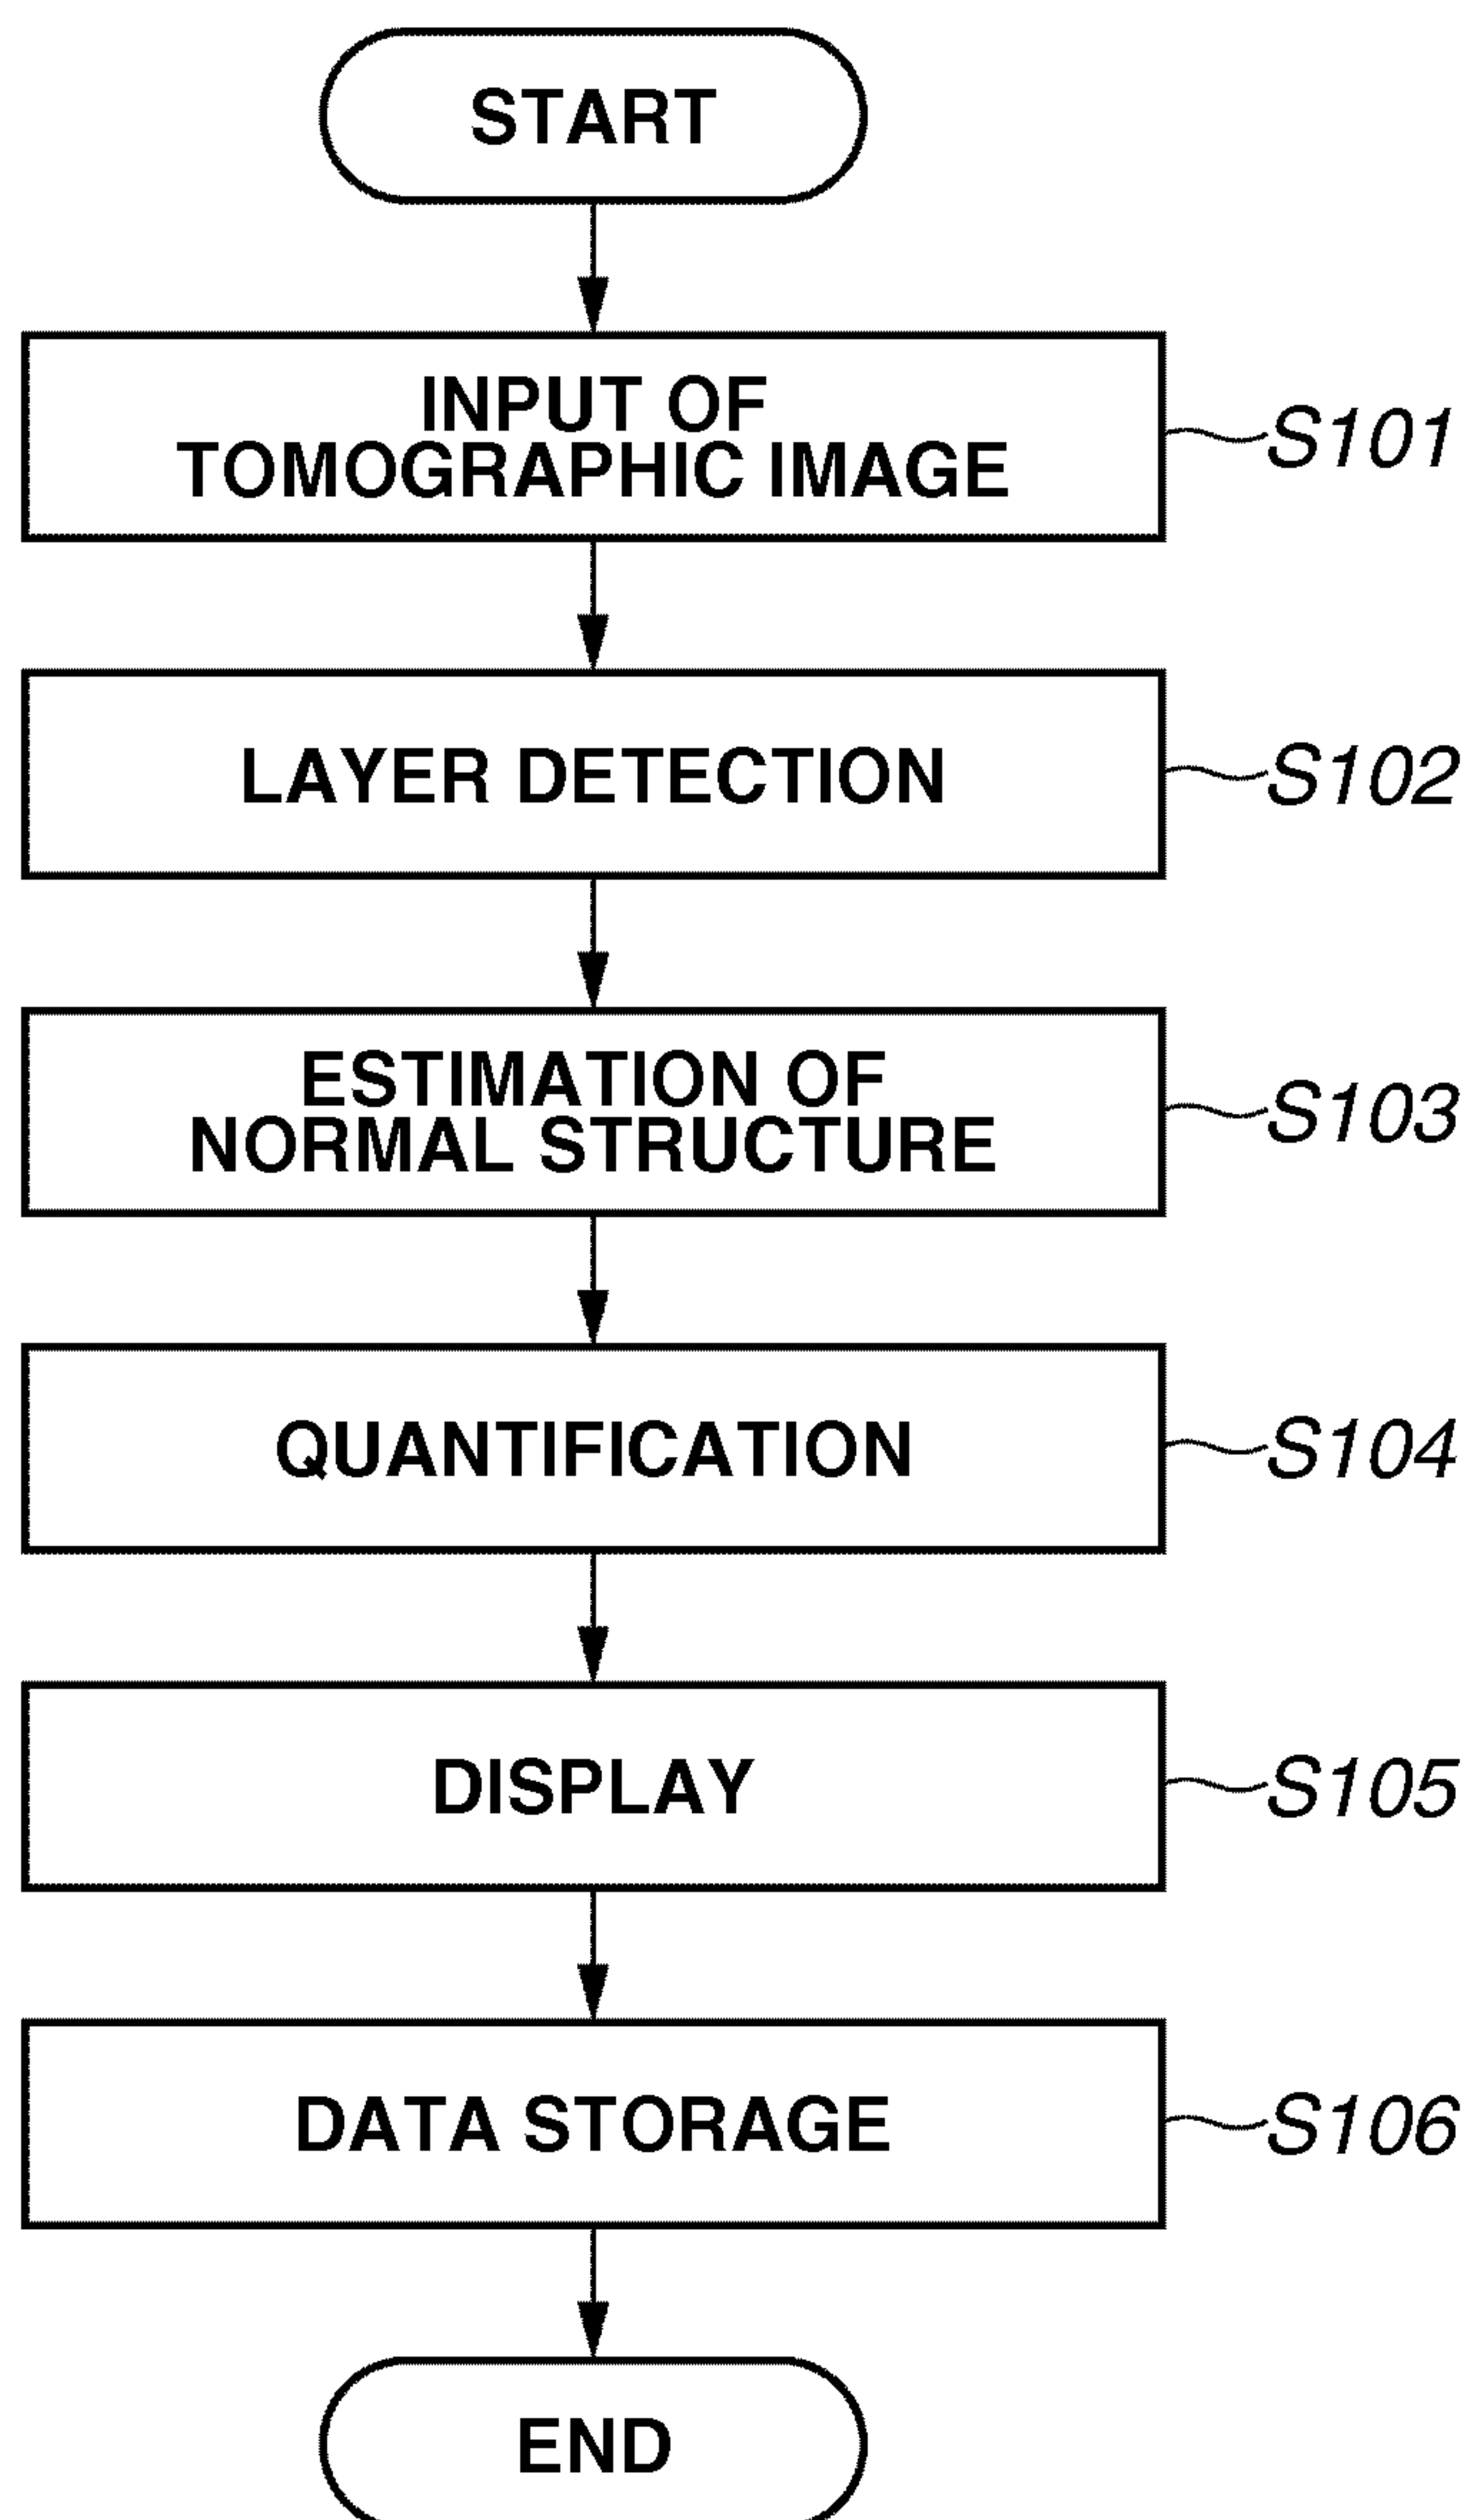 START
INPUT OF
TOMOGRAPHIC IMAGE
S101
LAYER DETECTION
S102
ESTIMATION OF
NORMAL STRUCTURE
S103
QUANTIFICATION
S104
DISPLAY
S105
DATA STORAGE
S106
END